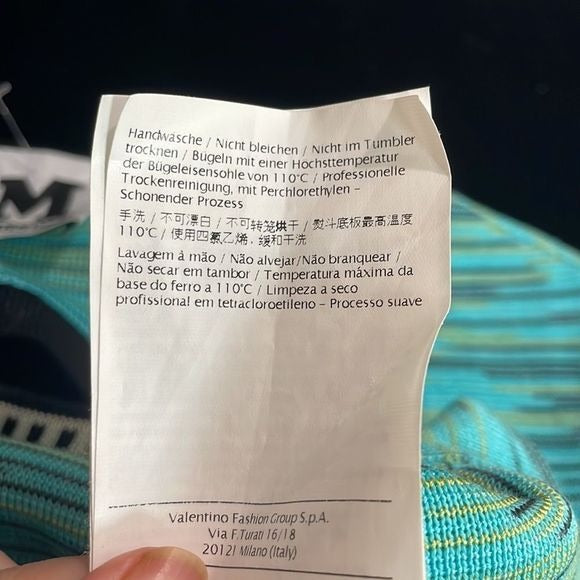 M
Handwasche / Nicht bleichen / Nicht im Tumbler
trocknen / Bügeln mit einer Hochsttemperatur
der Bügeleisensohle von 110°C / Professionelle
Trockenreinigung, mit Perchlorethylen –
Schonender Prozess
手洗 / 不可漂白 / 不可转笼烘干 / 熨斗底板最高温度
110°C / 使用四氯乙烯, 缓和干洗
Lavagem à mão / Não alvejar/Não branquear /
Não secar em tambor / Temperatura máxima da
base do ferro a 110°C / Limpeza a seco
profissional em tetracloroetileno – Processo suave
Valentino Fashion Group S.p.A.
Via F.Turati 16/18
20121 Milano (Italy)